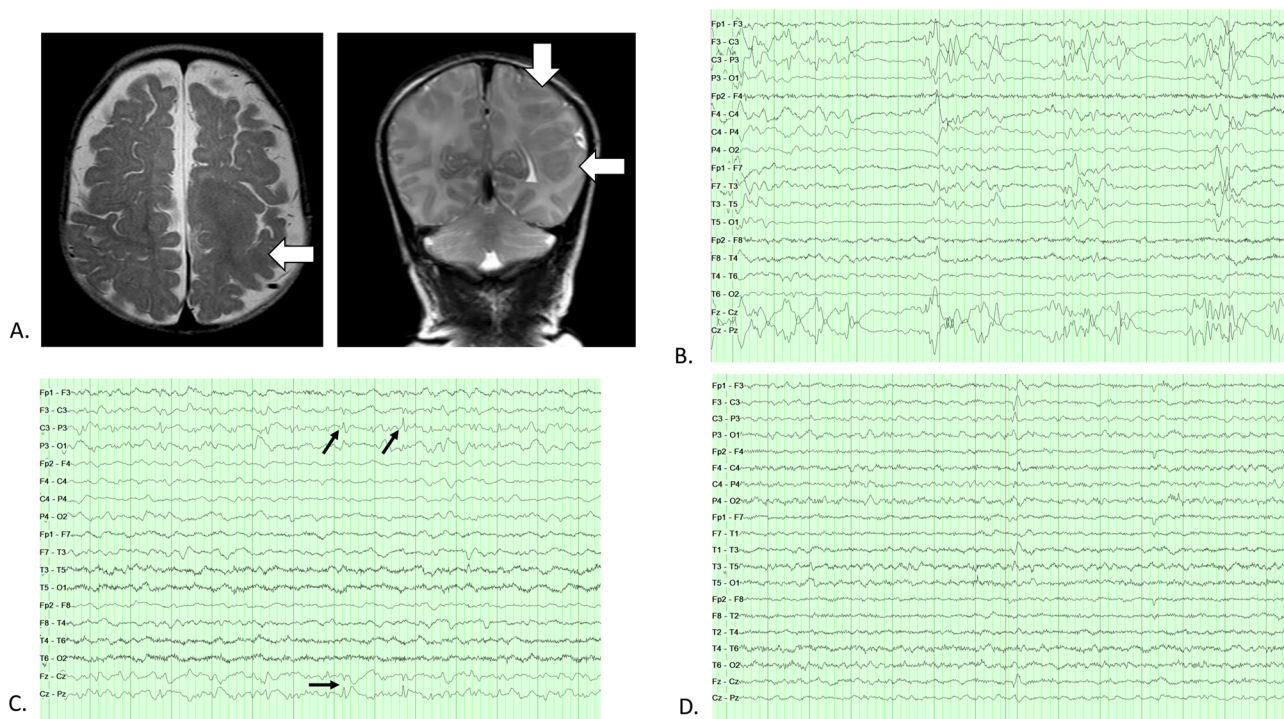 A.
Fp1 - F3
F3 - C3
C3 - P3
P3 - O1
Fp2 - F4
F4 - C4
C4 - P4
P4 - O2
Fp1 - F7
F7 - T3
T3 - T5
T5 - O1
Fp2 - F8
F8 - T4
T4 - T6
T6 - O2
Fz - Cz
Cz - Pz
B.
Fp1 - F3
F3 - C3
C3 - P3
P3 - O1
Fp2 - F4
F4 - C4
C4 - P4
P4 - O2
Fp1 - F7
F7 - T3
T3 - T5
T5 - O1
Fp2 - F8
F8 - T4
T4 - T6
T6 - O2
Fz - Cz
Cz - Pz
C.
Fp1 - F3
F3 - C3
C3 - P3
P3 - O1
Fp2 - F4
F4 - C4
C4 - P4
P4 - O2
Fp1 - F7
F7 - T1
T1 - T3
T3 - T5
T5 - O1
Fp2 - F8
F8 - T2
T2 - T4
T4 - T6
T6 - O2
Fz - Cz
Cz - Pz
D.